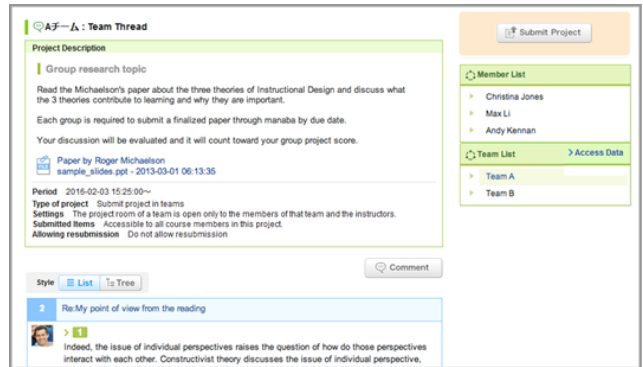 Aチーム : Team Thread
Project Description
Group research topic
Read the Michaelson's paper about the three theories of Instructional Design and discuss what
the 3 theories contribute to learning and why they are important.
Each group is required to submit a finalized paper through manaba by due date.
Your discussion will be evaluated and it will count toward your group project score.
FILE
Paper by Roger Michaelson
sample_slides.ppt - 2013-03-01 06:13:35
Period 2016-02-03 15:25:00～
Type of project Submit project in teams
Settings The project room of a team is open only to the members of that team and the instructors.
Submitted Items Accessible to all course members in this project.
Allowing resubmission Do not allow resubmission
Comment
Style List Tree
2 Re:My point of view from the reading
> 1
Indeed, the issue of individual perspectives raises the question of how do those perspectives
interact with each other. Constructivist theory discusses the issue of individual perspective,
Submit Project
Member List
Christina Jones
Max Li
Andy Kennan
Team List >Access Data
Team A
Team B